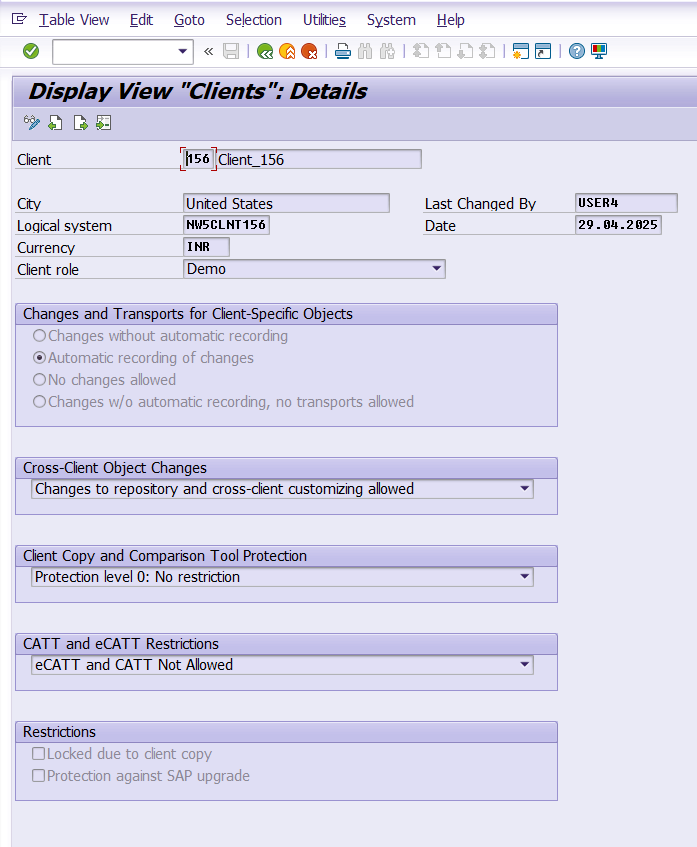 Table View Edit Goto Selection Utilities System Help
Display View "Clients": Details
Client 156 Client_156
City United States Last Changed By USER4
Logical system NW5CLNT156 Date 29.04.2025
Currency INR
Client role Demo
Changes and Transports for Client-Specific Objects
Changes without automatic recording
Automatic recording of changes
No changes allowed
Changes w/o automatic recording, no transports allowed
Cross-Client Object Changes
Changes to repository and cross-client customizing allowed
Client Copy and Comparison Tool Protection
Protection level 0: No restriction
CATT and eCATT Restrictions
eCATT and CATT Not Allowed
Restrictions
Locked due to client copy
Protection against SAP upgrade